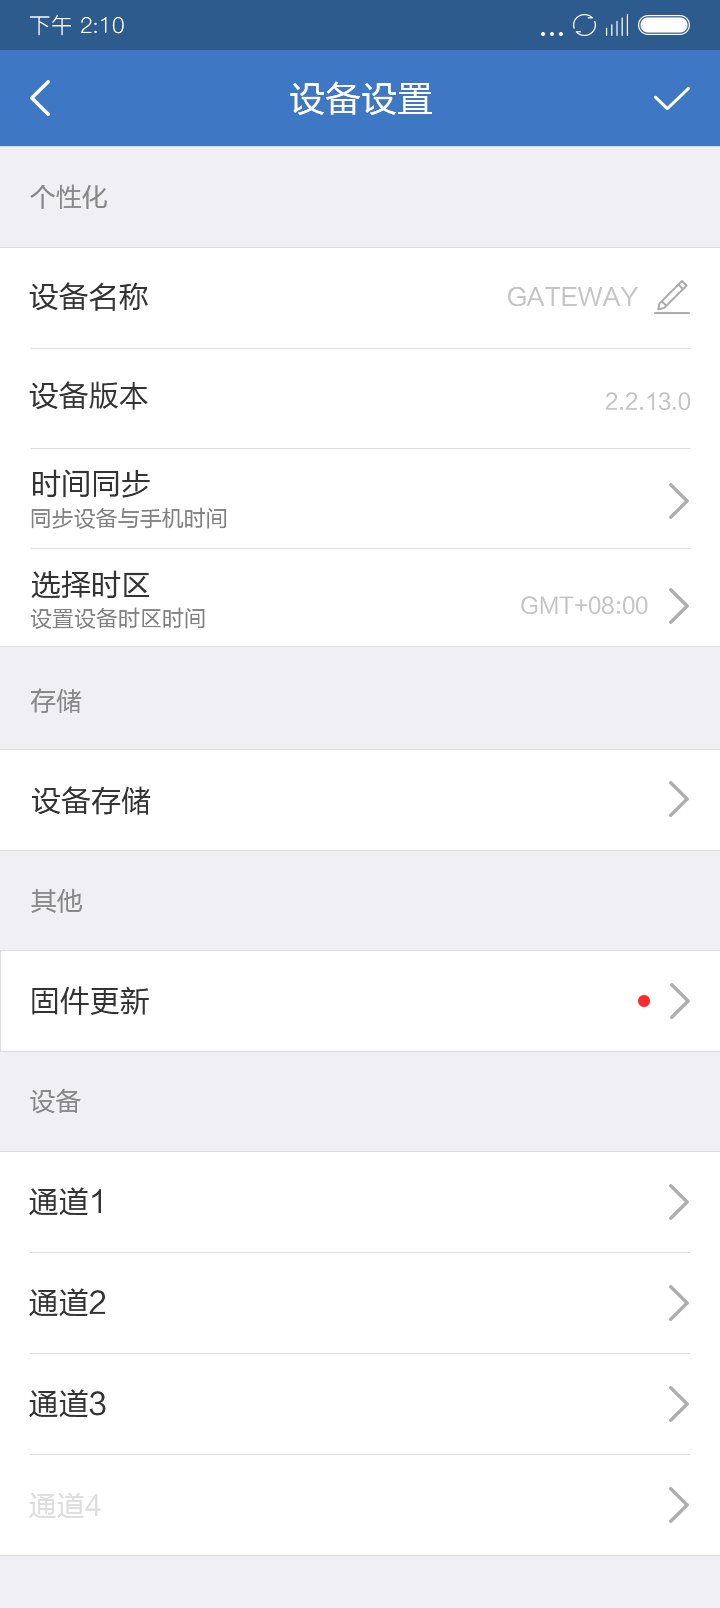 下午 2:10
设备设置
个性化
设备名称 GATEWAY
设备版本 2.2.13.0
时间同步
同步设备与手机时间
选择时区
设置设备时区时间 GMT+08:00
存储
设备存储
其他
固件更新
设备
通道1
通道2
通道3
通道4